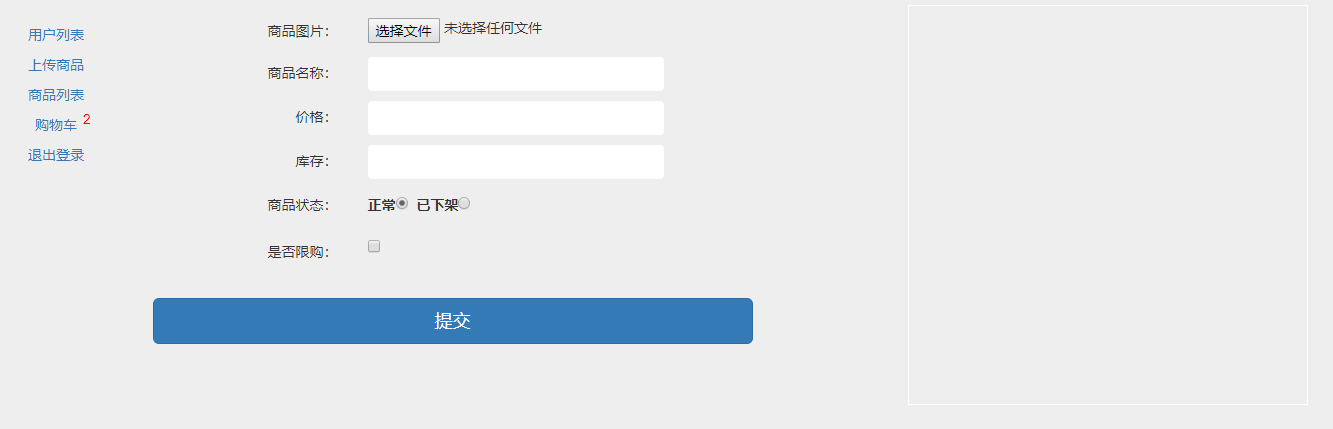 用户列表
上传商品
商品列表
购物车 2
退出登录
商品图片： 选择文件 未选择任何文件
商品名称：
价格：
库存：
商品状态： 正常 已下架
是否限购：
提交